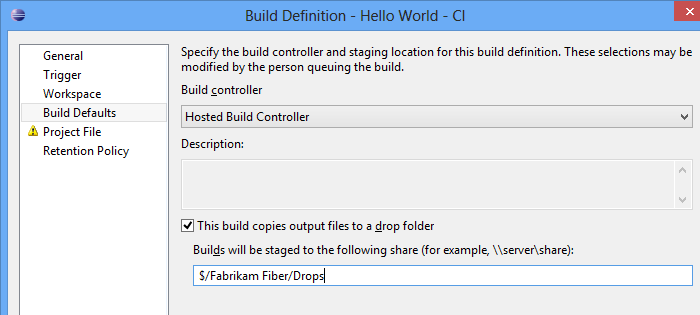 Build Definition - Hello World - CI
General
Trigger
Workspace
Build Defaults
Project File
Retention Policy
Specify the build controller and staging location for this build definition. These selections may be
modified by the person queuing the build.
Build controller
Hosted Build Controller
Description:
This build copies output files to a drop folder
Builds will be staged to the following share (for example, \\server\share):
$/Fabrikam Fiber/Drops